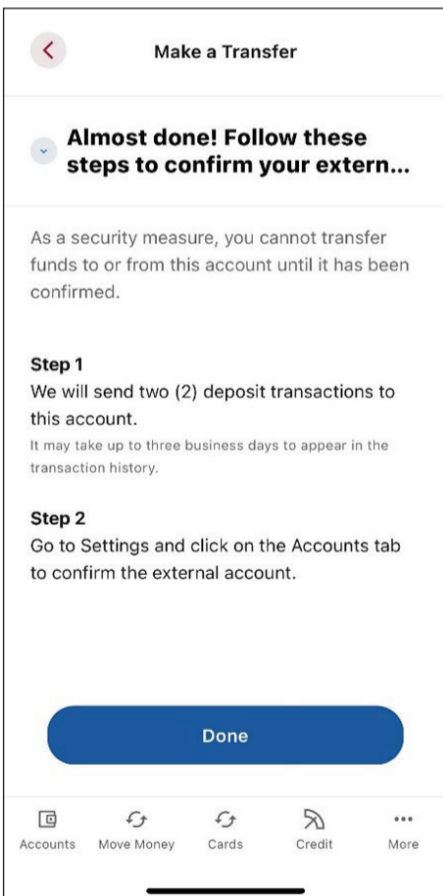 Make a Transfer
Almost done! Follow these
steps to confirm your extern...
As a security measure, you cannot transfer
funds to or from this account until it has been
confirmed.
Step 1
We will send two (2) deposit transactions to
this account.
It may take up to three business days to appear in the
transaction history.
Step 2
Go to Settings and click on the Accounts tab
to confirm the external account.
Done
Accounts Move Money Cards Credit More